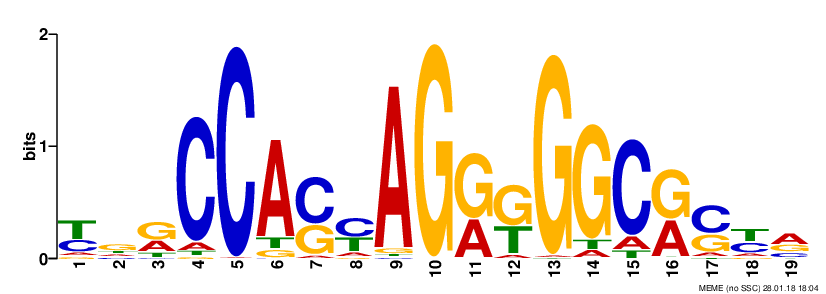 2
bits
1
0
T G G C C A C C A G G G G G C G C T A
C A A T G T G A T T A A G C G
1 2 3 4 5 6 7 8 9 10 11 12 13 14 15 16 17 18 19
MEME (no SSC) 28.01.18 18:04